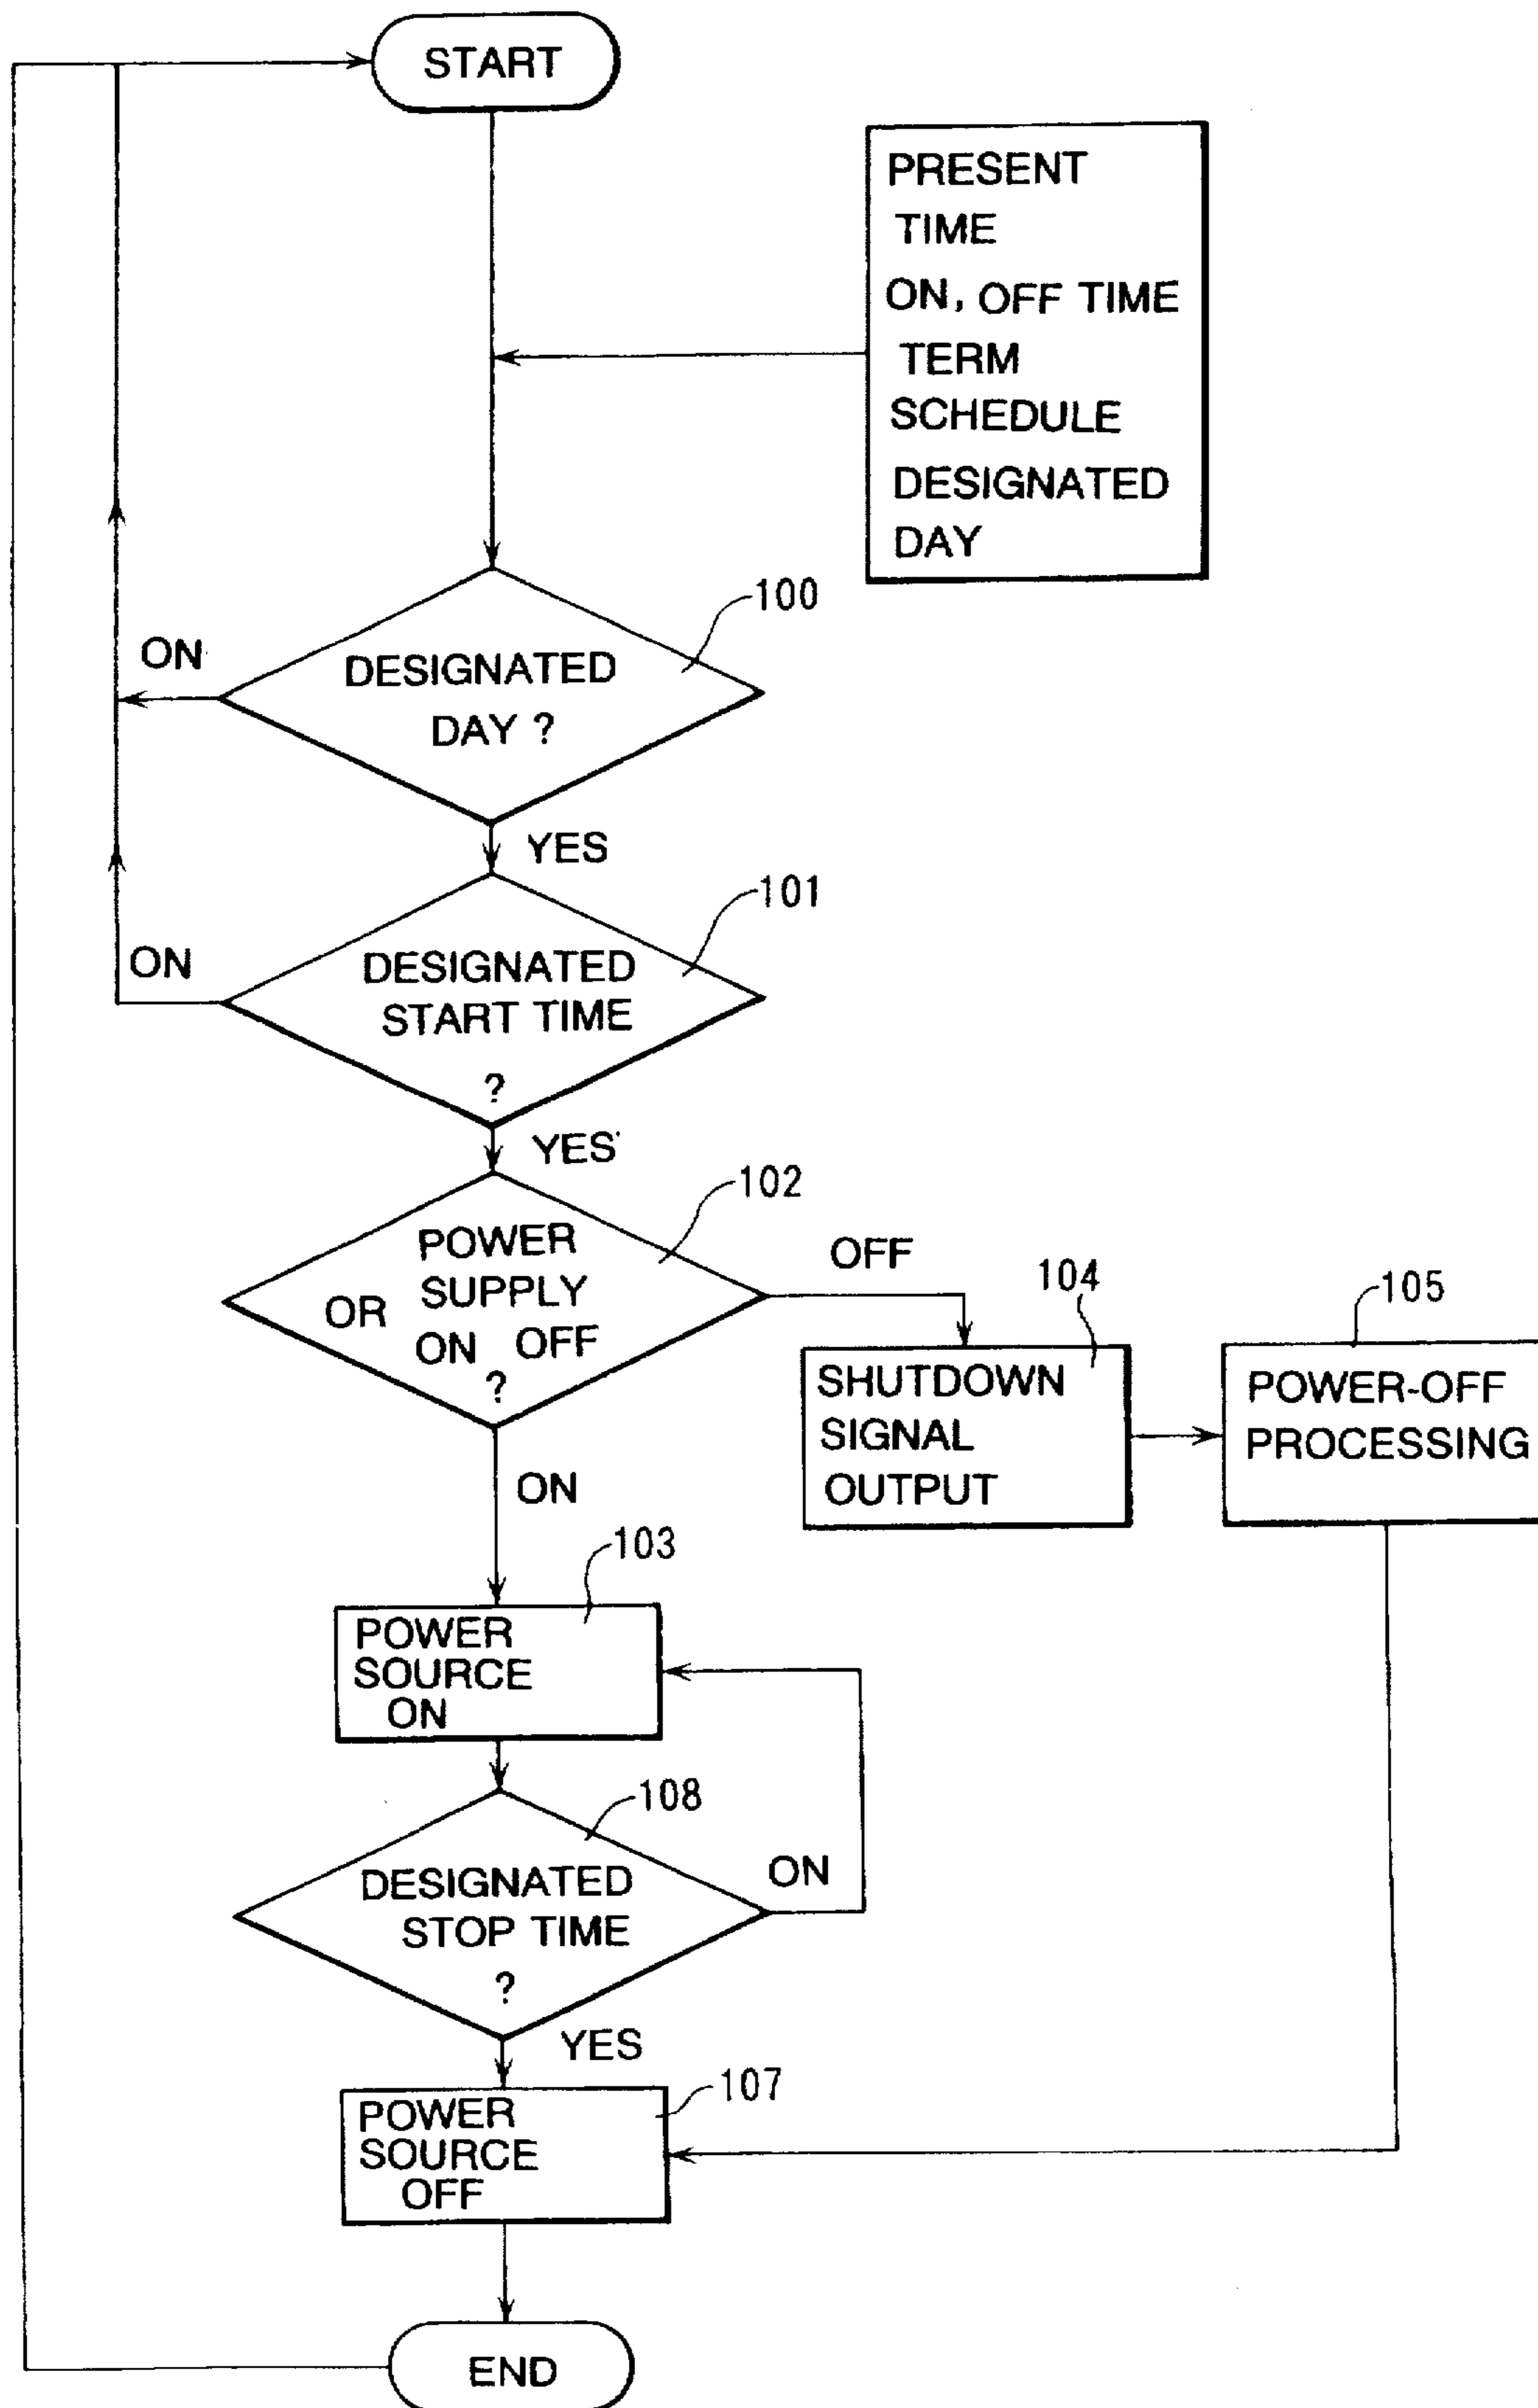 START
PRESENT
TIME
ON, OFF TIME
TERM
SCHEDULE
DESIGNATED
DAY
100
ON
DESIGNATED
DAY ?
YES
101
ON
DESIGNATED
START TIME
?
YES
102
POWER
SUPPLY
OR
ON OFF
?
OFF
104
105
SHUTDOWN
SIGNAL
OUTPUT
POWER-OFF
PROCESSING
ON
103
POWER
SOURCE
ON
108
DESIGNATED
STOP TIME
?
ON
YES
107
POWER
SOURCE
OFF
END